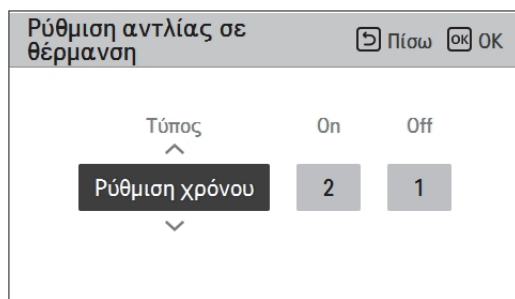 Ρύθμιση αντλίας σε
θέρμανση
Πίσω OK OK
Τύπος On Off
Ρύθμιση χρόνου 2 1